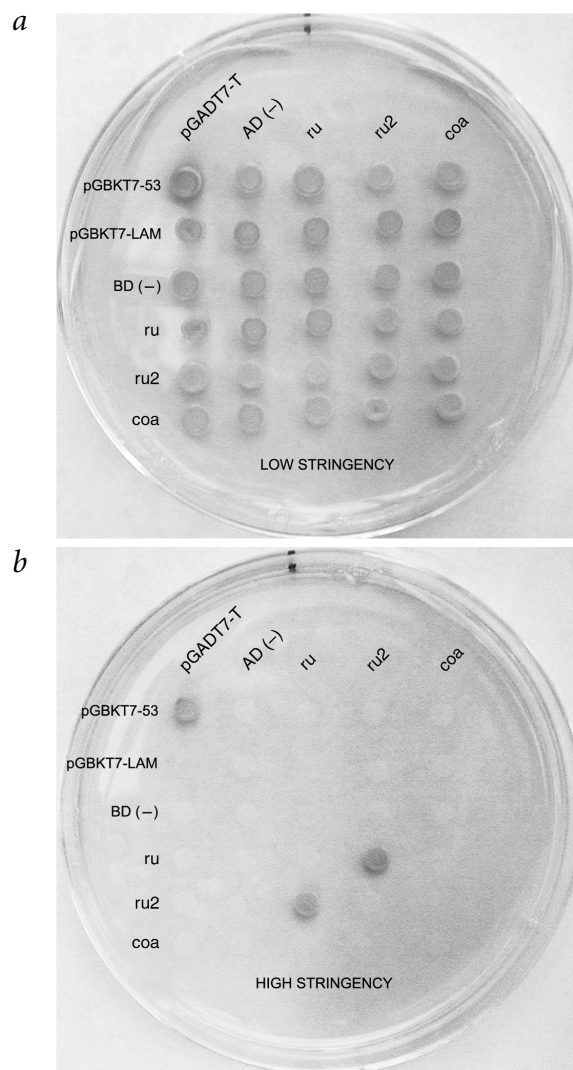 a
pGADT7-T AD (−) ru ru2 coa
pGBKT7-53
pGBKT7-LAM
BD (−)
ru
ru2
coa
LOW STRINGENCY
b
pGADT7-T AD (−) ru ru2 coa
pGBKT7-53
pGBKT7-LAM
BD (−)
ru
ru2
coa
HIGH STRINGENCY